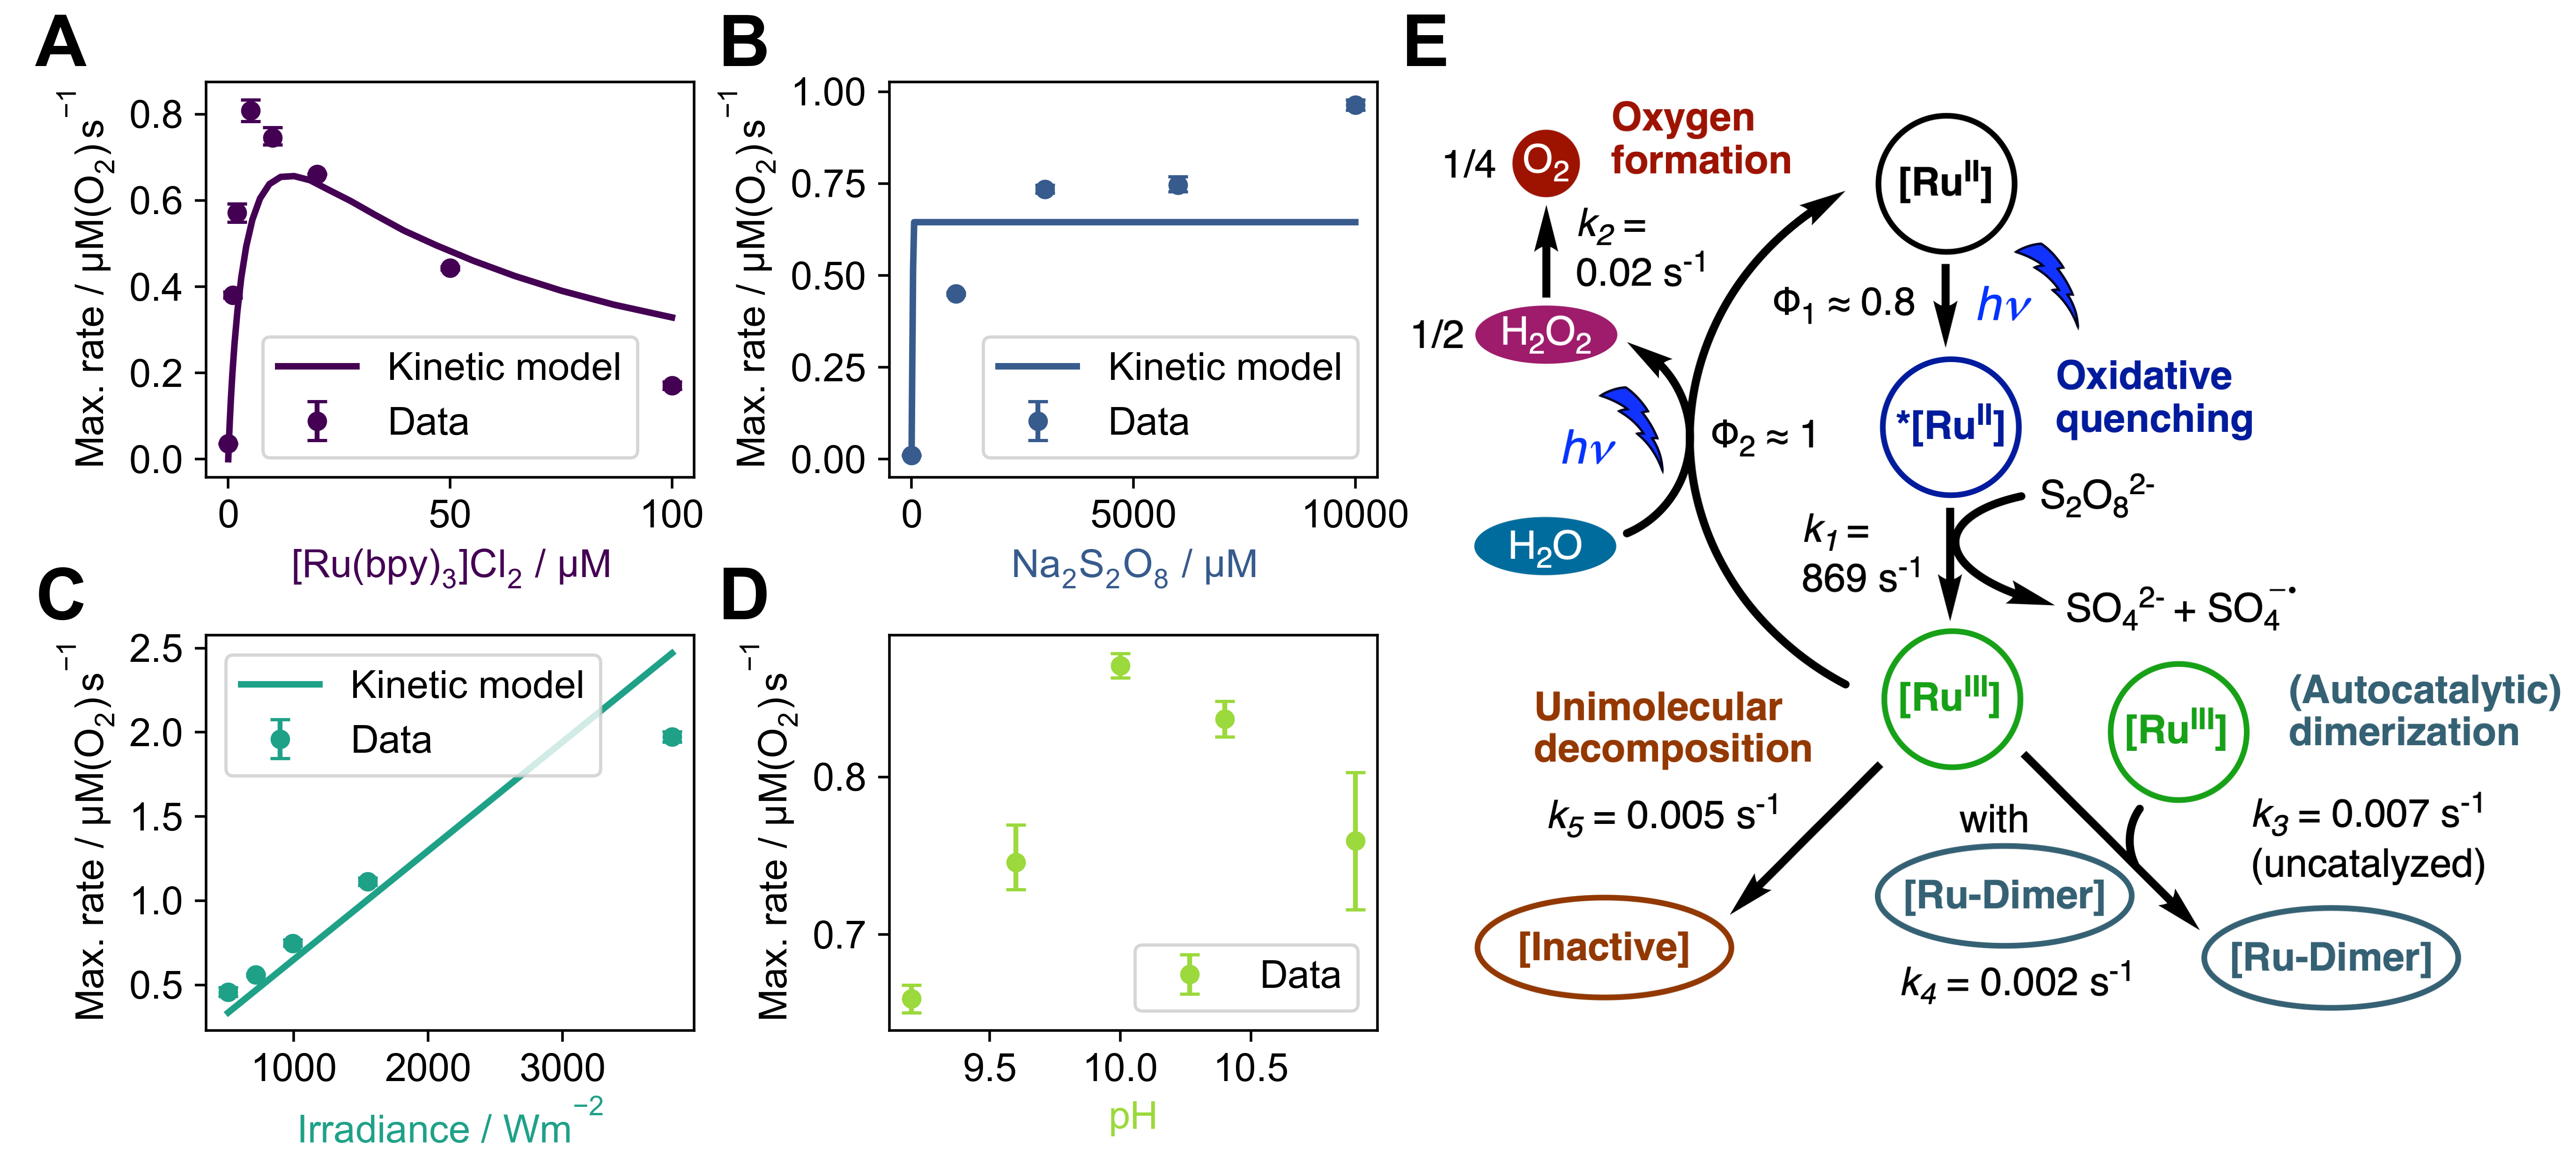 A
Max. rate / µM(O₂)s⁻¹
0.8
0.6
0.4
0.2
0.0
Kinetic model
Data
0
50
100
[Ru(bpy)₃]Cl₂ / µM
B
Max. rate / µM(O₂)s⁻¹
1.00
0.75
0.50
0.25
0.00
Kinetic model
Data
0
5000
10000
Na₂S₂O₈ / µM
C
Max. rate / µM(O₂)s⁻¹
2.5
2.0
1.5
1.0
0.5
Kinetic model
Data
1000
2000
3000
Irradiance / Wm⁻²
D
Max. rate / µM(O₂)s⁻¹
0.8
0.7
Data
9.5
10.0
10.5
pH
E
Oxygen
formation
1/4
O₂
k₂ =
0.02 s⁻¹
1/2
H₂O₂
hν
H₂O
Φ₂ ≈ 1
[Ruᴵᴵ]
Φ₁ ≈ 0.8
hν
*[Ruᴵᴵ]
Oxidative
quenching
S₂O₈²⁻
k₁ =
869 s⁻¹
SO₄²⁻ + SO₄⁻•
[Ruᴵᴵᴵ]
[Ruᴵᴵᴵ]
(Autocatalytic)
dimerization
Unimolecular
decomposition
k₅ = 0.005 s⁻¹
k₃ = 0.007 s⁻¹
(uncatalyzed)
with
[Ru-Dimer]
k₄ = 0.002 s⁻¹
[Inactive]
[Ru-Dimer]